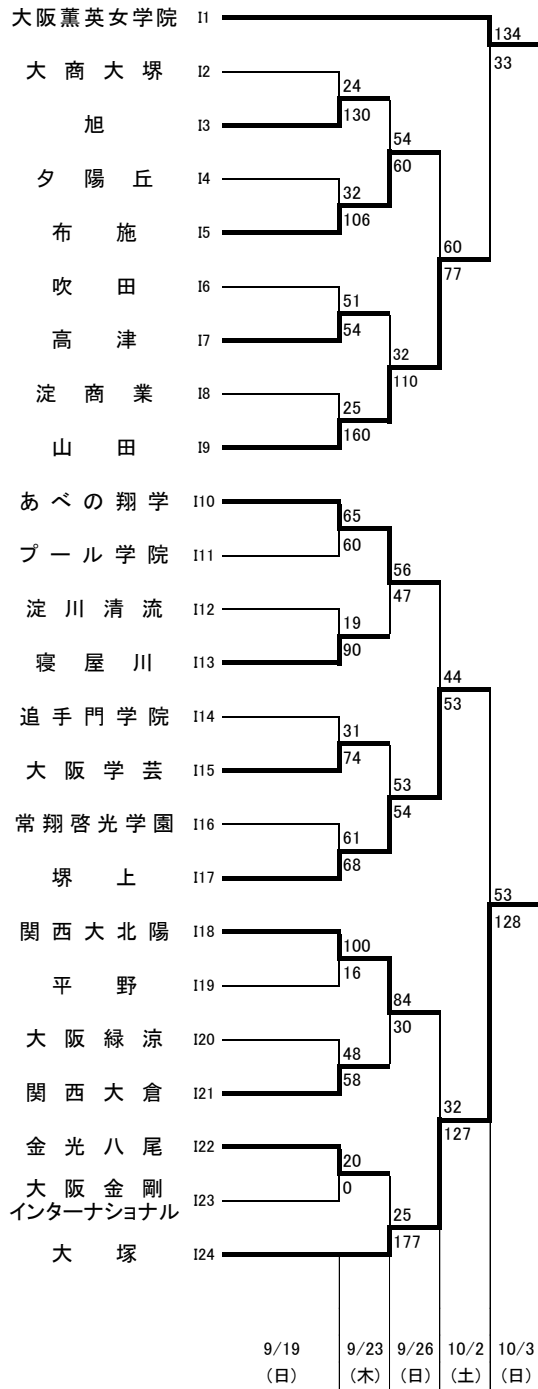 大阪薫英女学院 I1
134
33
大商大堺 I2
24
130
旭 I3
54
60
夕陽丘 I4
32
106
布施 I5
60
77
吹田 I6
51
54
高津 I7
32
110
淀商業 I8
25
160
山田 I9
あべの翔学 I10
65
60
プール学院 I11
56
47
淀川清流 I12
19
90
寝屋川 I13
44
53
追手門学院 I14
31
74
大阪学芸 I15
53
54
常翔啓光学園 I16
61
68
堺上 I17
53
128
関西大北陽 I18
100
16
平野 I19
84
30
大阪緑涼 I20
48
58
関西大倉 I21
32
127
金光八尾 I22
20
0
大阪金剛
インターナショナル I23
25
177
大塚 I24
9/19 9/23 9/26 10/2 10/3
(日) (木) (日) (土) (日)